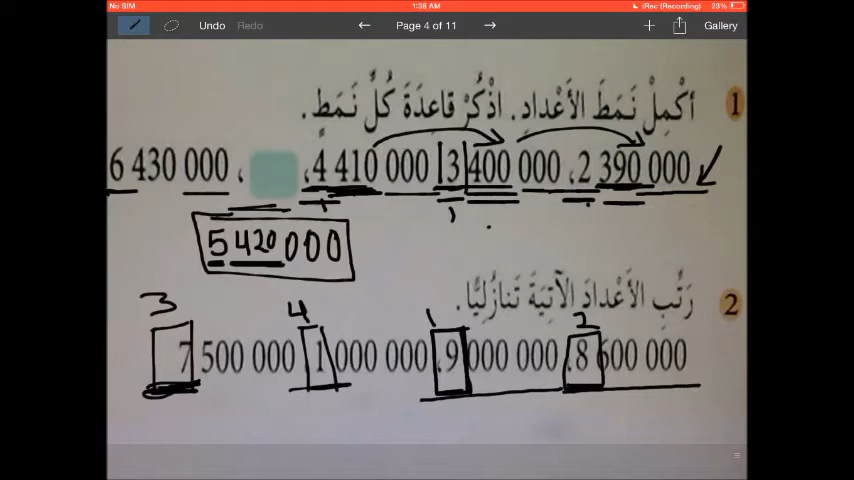 No SIM 1:38 AM iRec (Recording) 23%
Undo Redo Page 4 of 11 Gallery
1 أَكْمِلْ نَمَطَ الأَعْدادِ. اذْكُرْ قاعِدَةَ كُلِّ نَمَطٍ.
2 390 000، 3 400 000، 4 410 000، ، 6 430 000
5 420 000
2 رَتِّبِ الأَعْدادَ الآتِيَةَ تَنازُلِيًّا.
3 4 1 2
8 600 000، 9 000 000، 1 000 000، 7 500 000